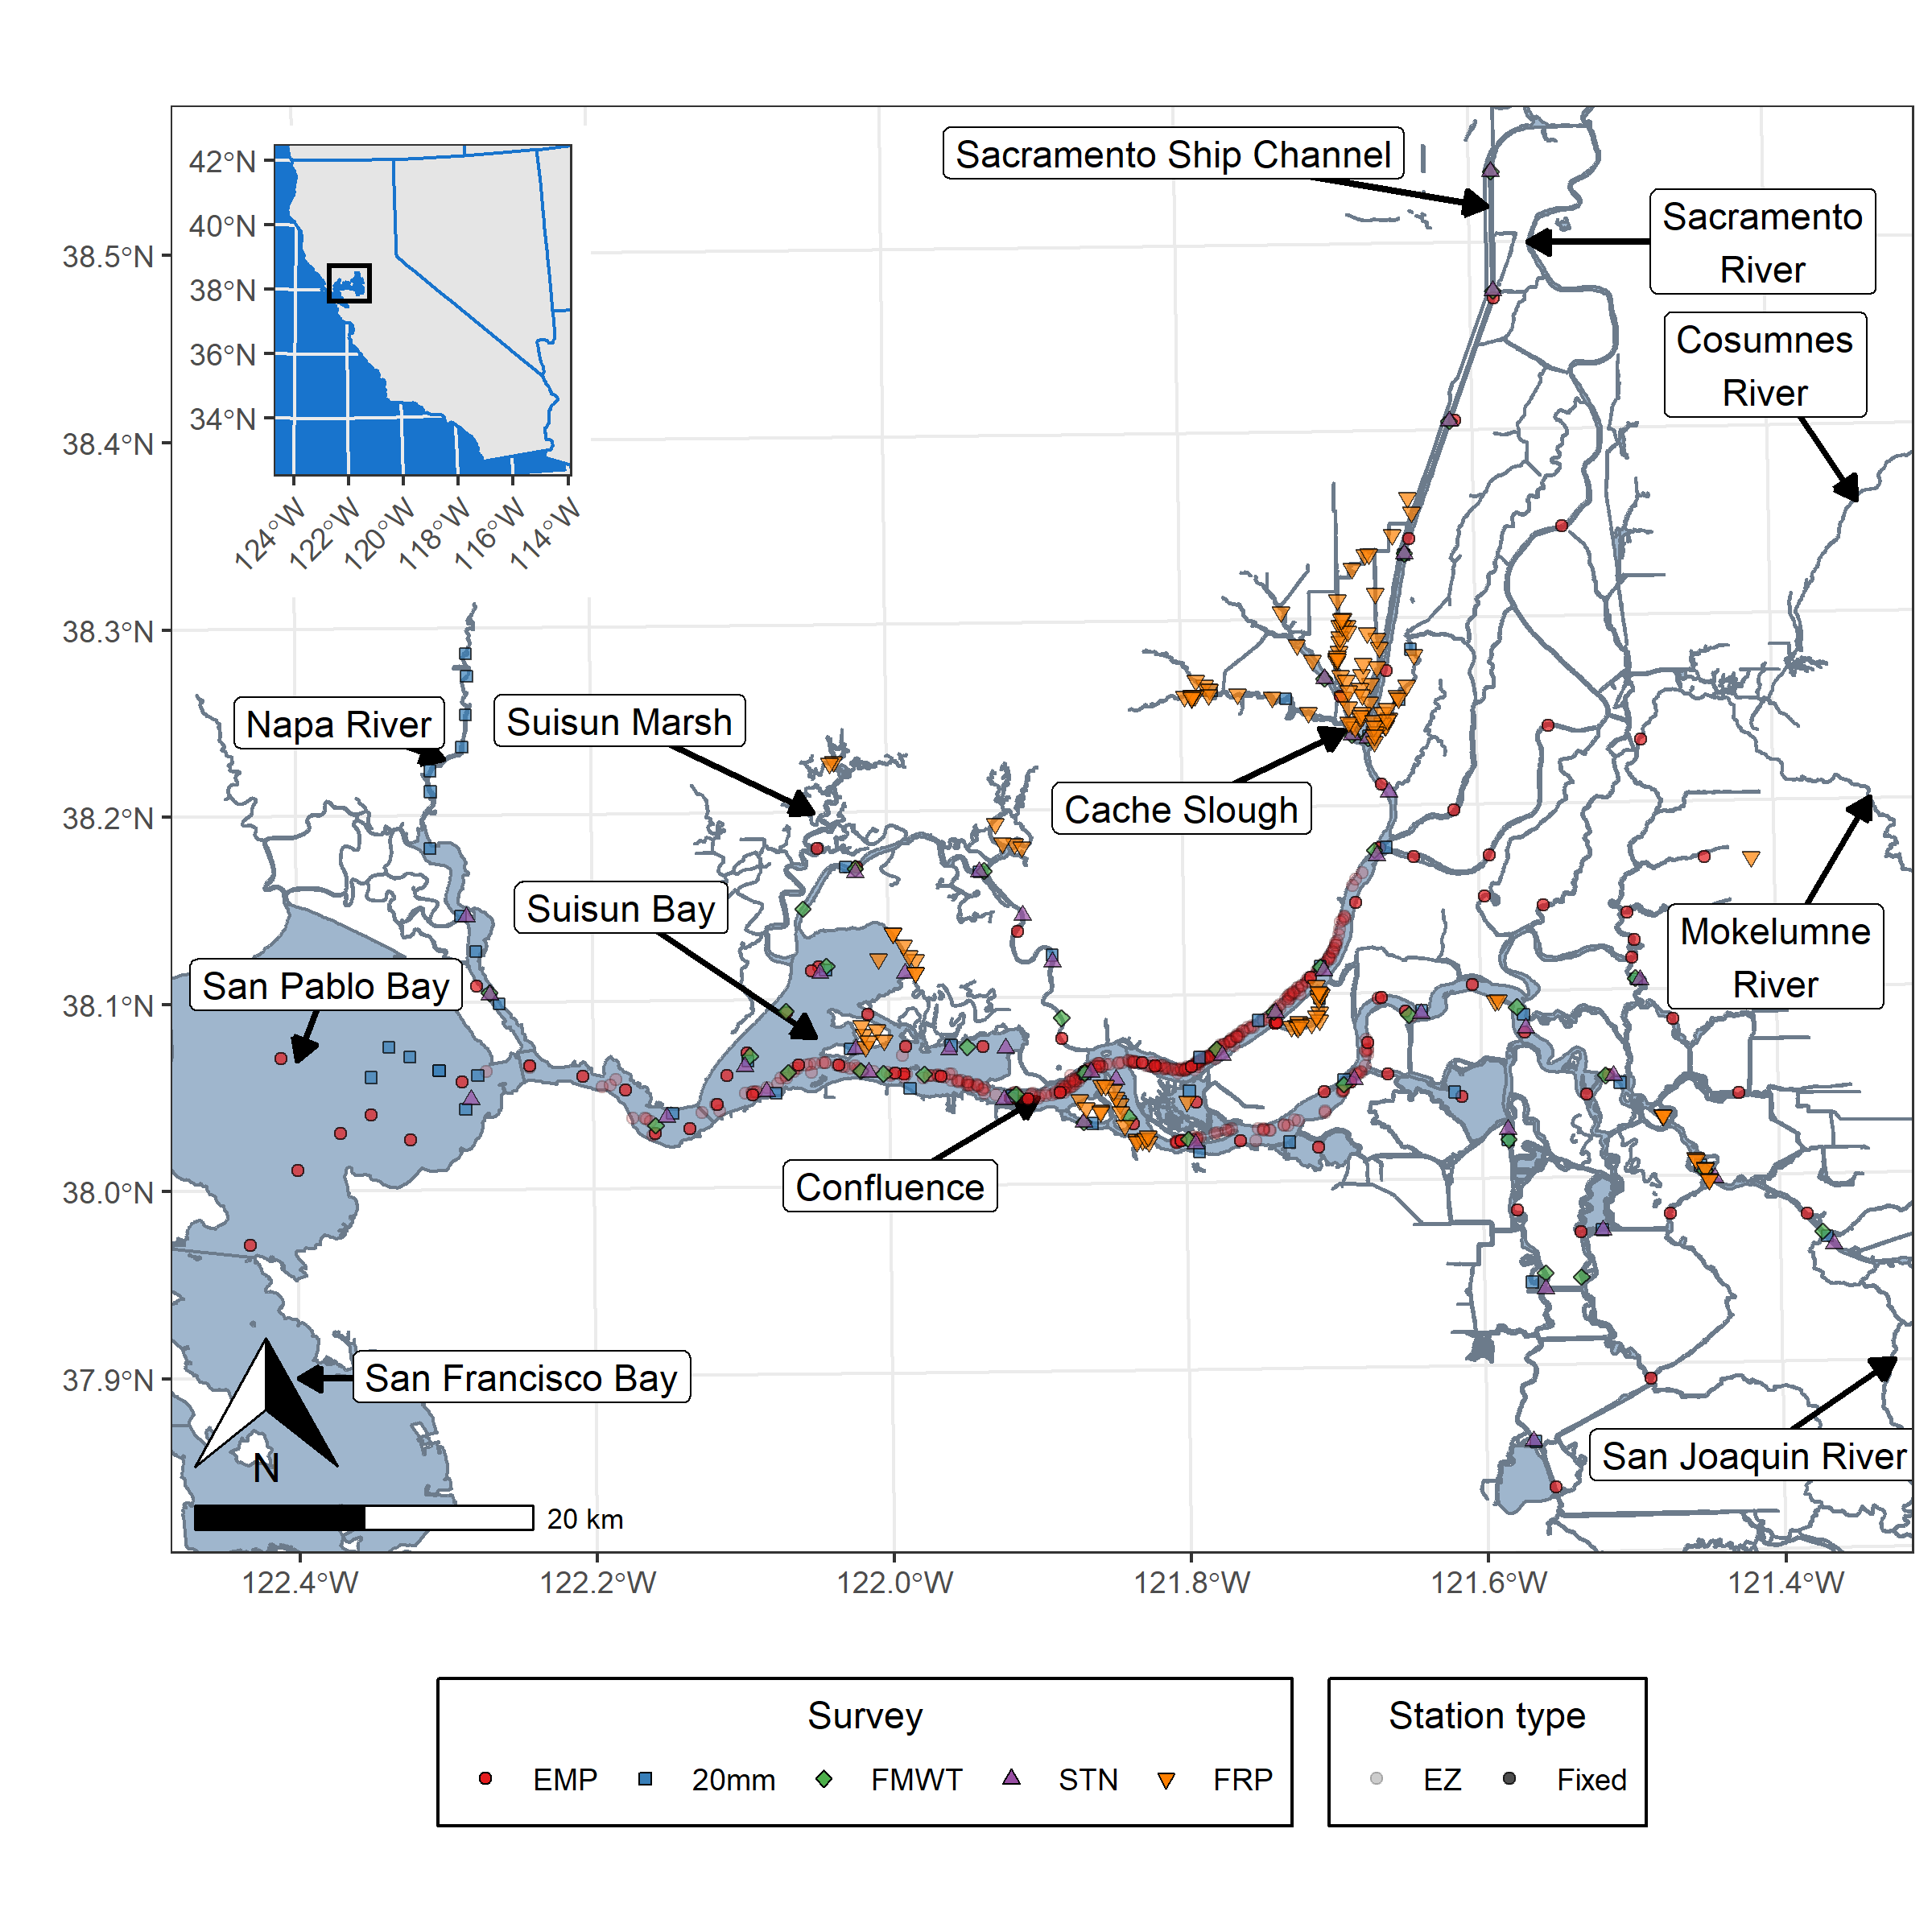 42°N
40°N
38°N
36°N
34°N
124°W
122°W
120°W
118°W
116°W
114°W
38.5°N
38.4°N
38.3°N
38.2°N
38.1°N
38.0°N
37.9°N
Sacramento Ship Channel
Sacramento
River
Cosumnes
River
Napa River
Suisun Marsh
Cache Slough
Suisun Bay
San Pablo Bay
Mokelumne
River
Confluence
San Francisco Bay
San Joaquin River
N
20 km
122.4°W
122.2°W
122.0°W
121.8°W
121.6°W
121.4°W
Survey
EMP
20mm
FMWT
STN
FRP
Station type
EZ
Fixed